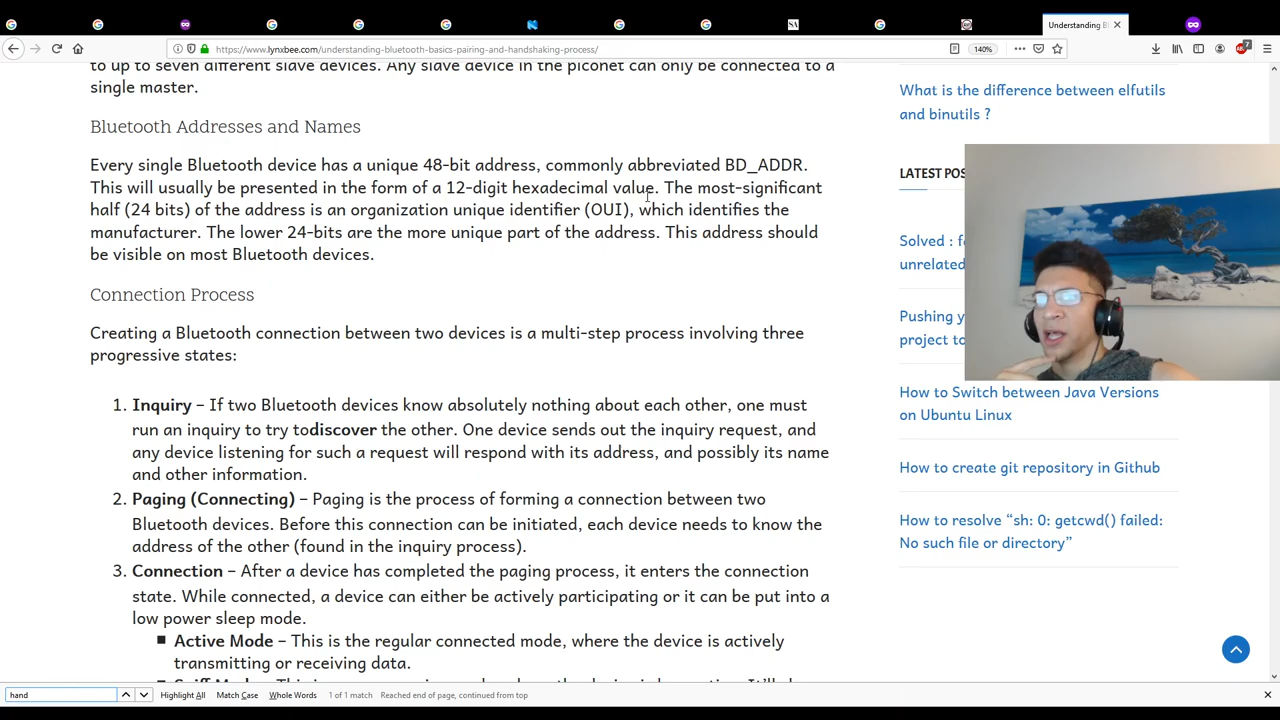 Understanding Bl
https://www.lynxbee.com/understanding-bluetooth-basics-pairing-and-handshaking-process/
140%
to up to seven different slave devices. Any slave device in the piconet can only be connected to a
single master.
Bluetooth Addresses and Names
Every single Bluetooth device has a unique 48-bit address, commonly abbreviated BD_ADDR.
This will usually be presented in the form of a 12-digit hexadecimal value. The most-significant
half (24 bits) of the address is an organization unique identifier (OUI), which identifies the
manufacturer. The lower 24-bits are the more unique part of the address. This address should
be visible on most Bluetooth devices.
Connection Process
Creating a Bluetooth connection between two devices is a multi-step process involving three
progressive states:
1. Inquiry – If two Bluetooth devices know absolutely nothing about each other, one must
run an inquiry to try todiscover the other. One device sends out the inquiry request, and
any device listening for such a request will respond with its address, and possibly its name
and other information.
2. Paging (Connecting) – Paging is the process of forming a connection between two
Bluetooth devices. Before this connection can be initiated, each device needs to know the
address of the other (found in the inquiry process).
3. Connection – After a device has completed the paging process, it enters the connection
state. While connected, a device can either be actively participating or it can be put into a
low power sleep mode.
Active Mode – This is the regular connected mode, where the device is actively
transmitting or receiving data.
What is the difference between elfutils
and binutils ?
LATEST POS
Solved : f
unrelated
Pushing y
project to
How to Switch between Java Versions
on Ubuntu Linux
How to create git repository in Github
How to resolve “sh: 0: getcwd() failed:
No such file or directory”
hand
Highlight All
Match Case
Whole Words
1 of 1 match
Reached end of page, continued from top